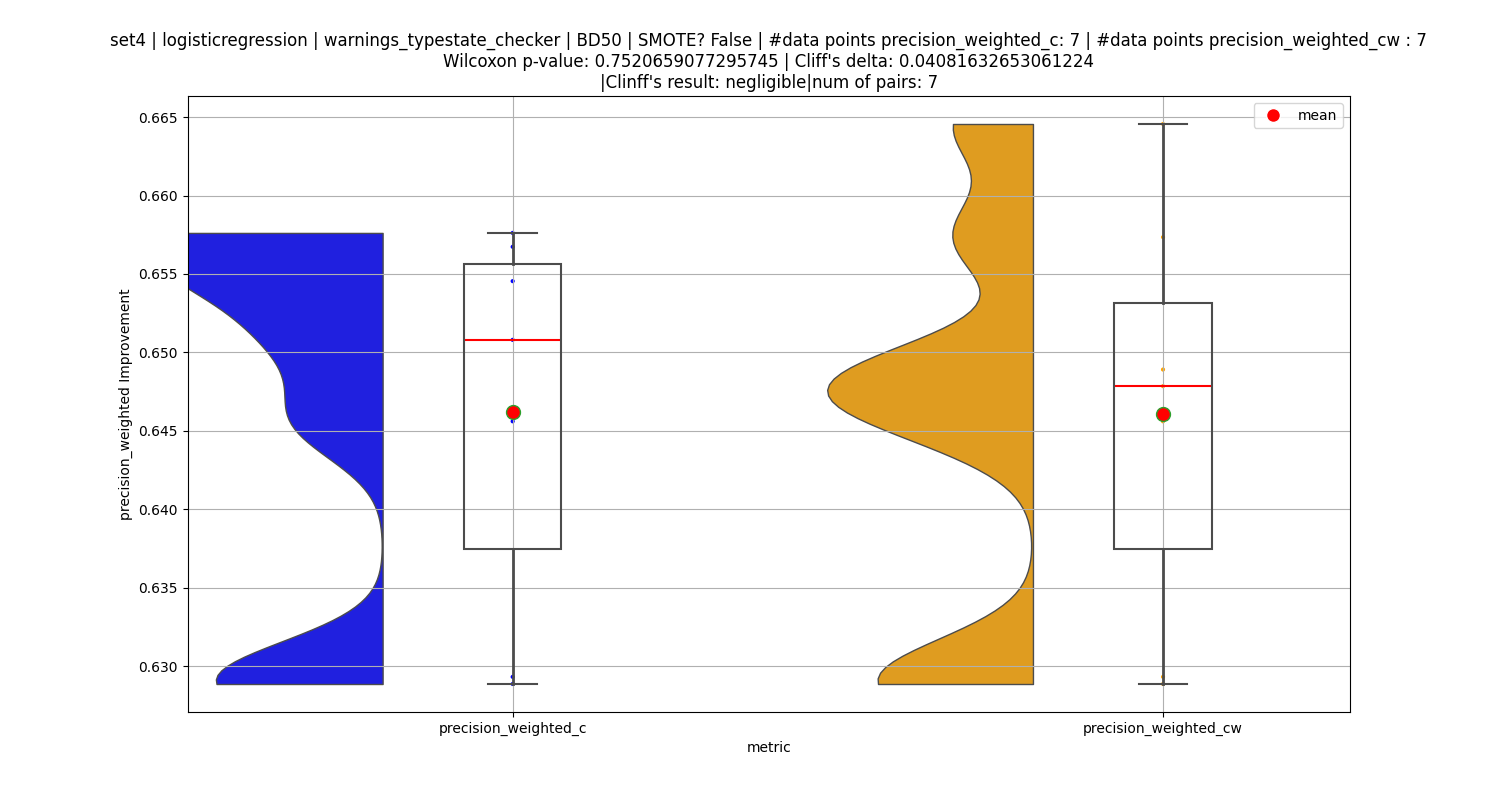 set4 | logisticregression | warnings_typestate_checker | BD50 | SMOTE? False | #data points precision_weighted_c: 7 | #data points precision_weighted_cw : 7
Wilcoxon p-value: 0.7520659077295745 | Cliff's delta: 0.04081632653061224
|Clinff's result: negligible|num of pairs: 7
mean
0.665
0.660
0.655
0.650
0.645
0.640
0.635
0.630
precision_weighted Improvement
precision_weighted_c
precision_weighted_cw
metric